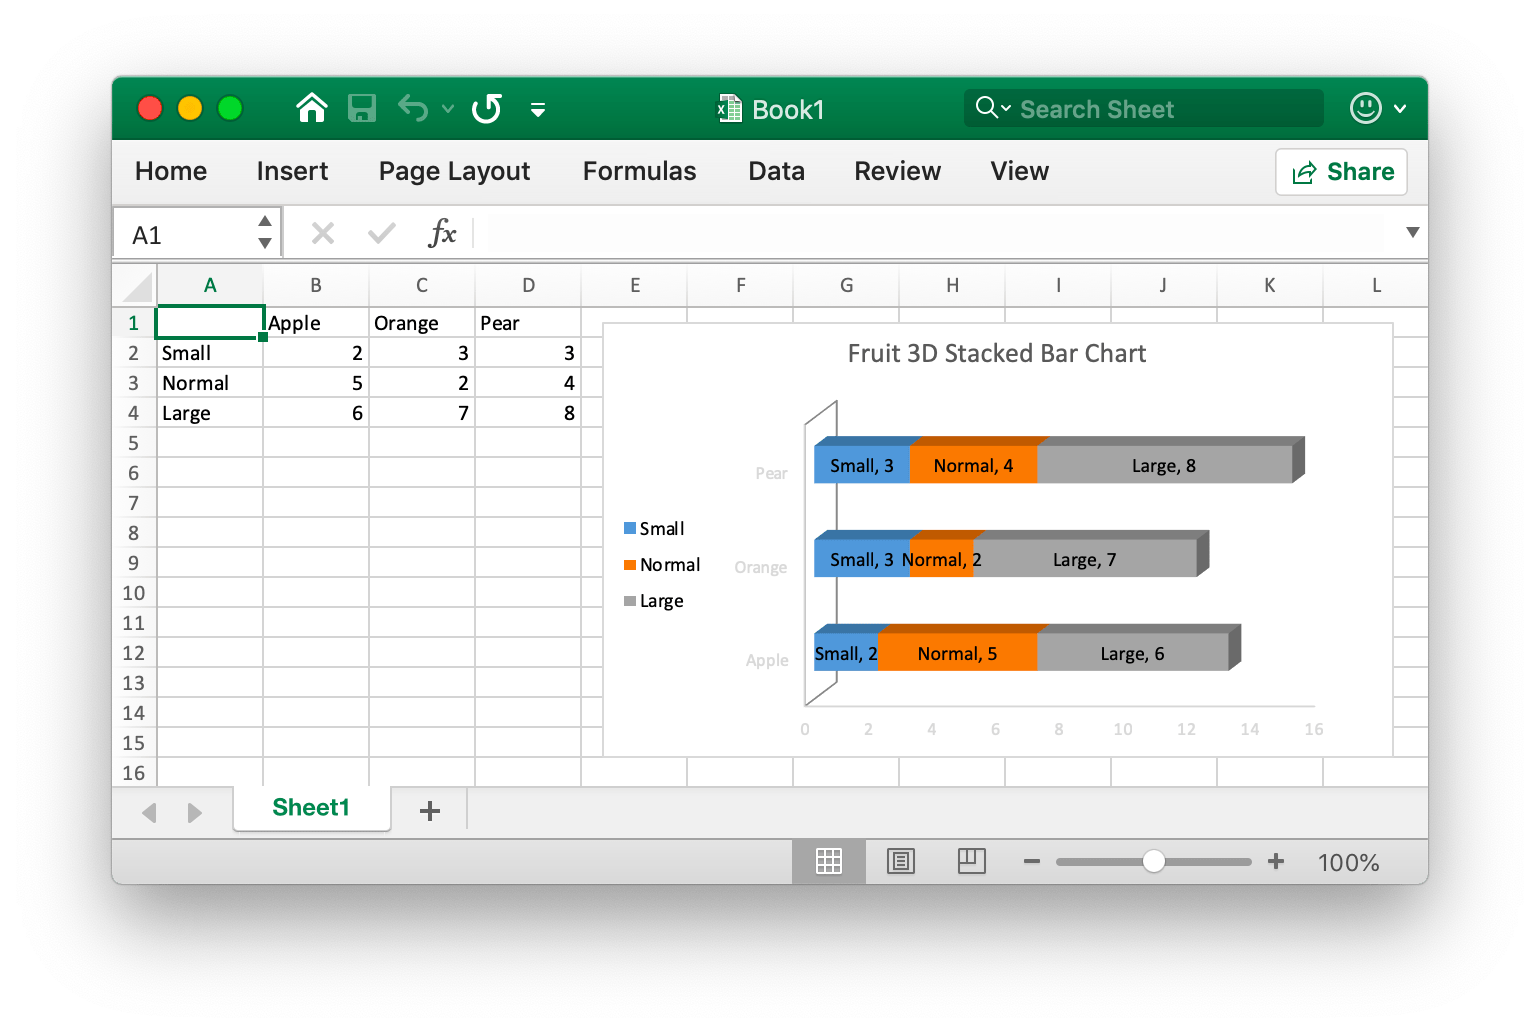 Book1
Search Sheet
Home Insert Page Layout Formulas Data Review View Share
A1 fx
A B C D E F G H I J K L
1 Apple Orange Pear
2 Small 2 3 3
3 Normal 5 2 4
4 Large 6 7 8
5
6
7
8
9
10
11
12
13
14
15
16
Fruit 3D Stacked Bar Chart
Small
Normal
Large
Pear Small, 3 Normal, 4 Large, 8
Orange Small, 3 Normal, 2 Large, 7
Apple Small, 2 Normal, 5 Large, 6
0 2 4 6 8 10 12 14 16
Sheet1
100%